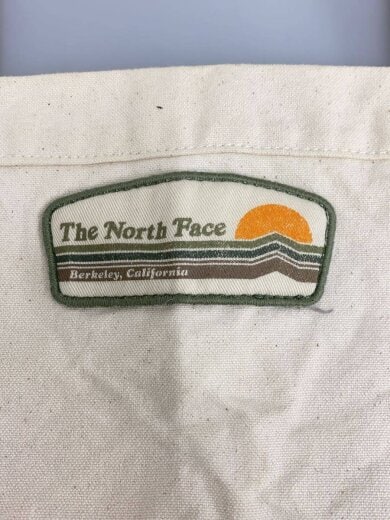 The North Face
Berkeley, California